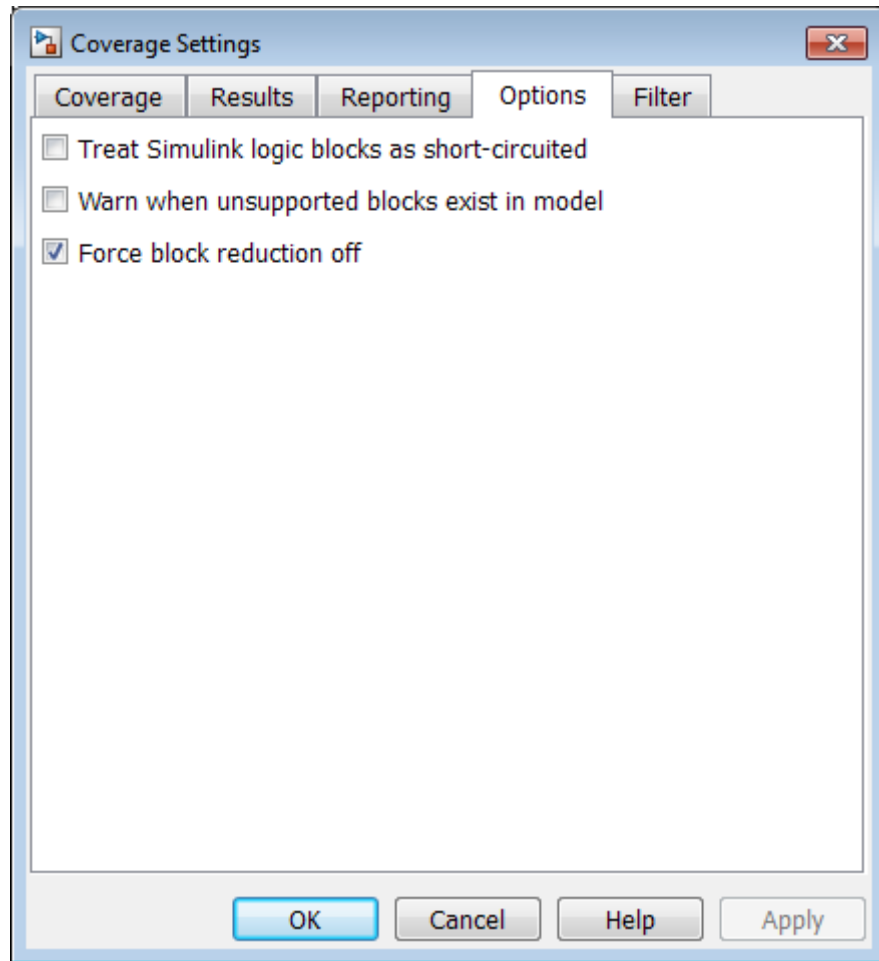 Coverage Settings
Coverage Results Reporting Options Filter
Treat Simulink logic blocks as short-circuited
Warn when unsupported blocks exist in model
Force block reduction off
OK Cancel Help Apply